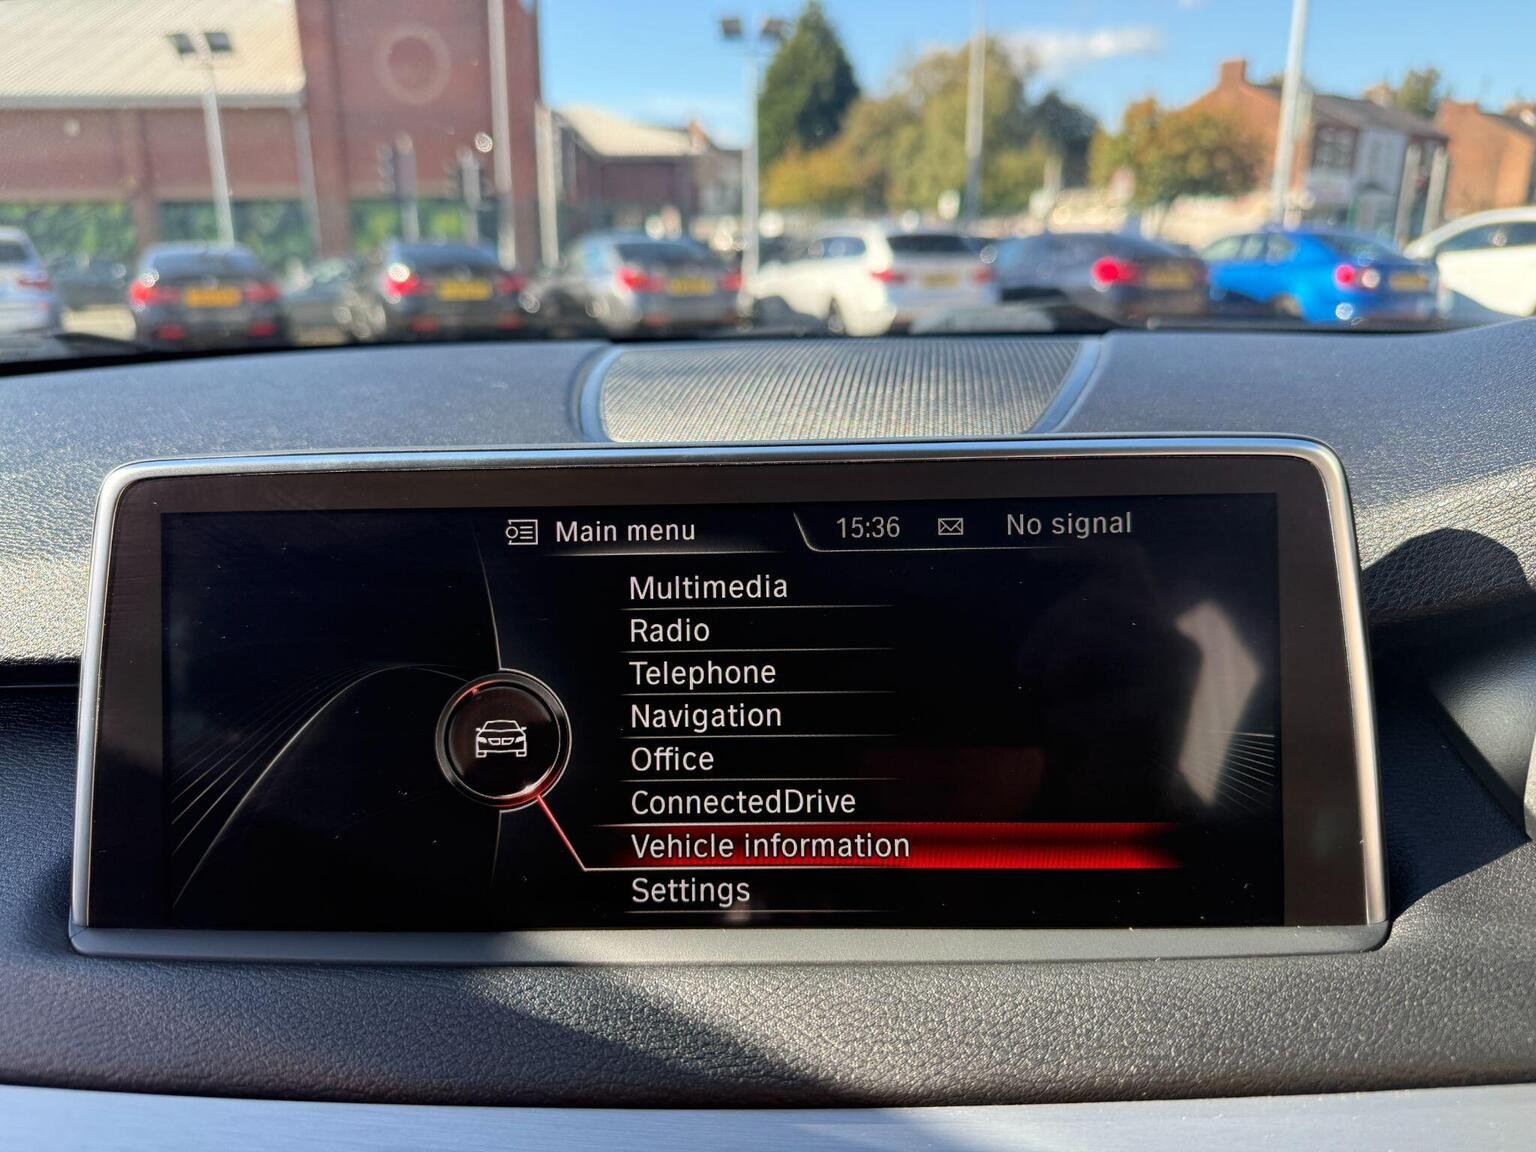 Main menu
15:36
No signal
Multimedia
Radio
Telephone
Navigation
Office
ConnectedDrive
Vehicle information
Settings